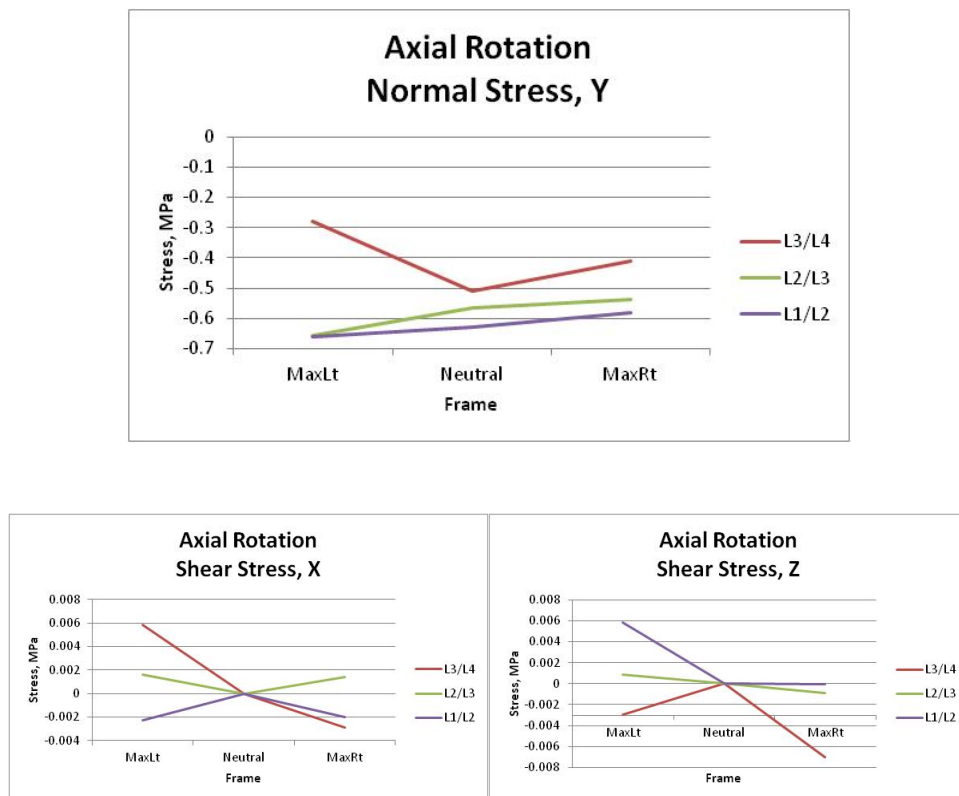 Axial Rotation
Normal Stress, Y
0
-0.1
-0.2
-0.3
-0.4
-0.5
-0.6
-0.7
Stress, MPa
MaxLt Neutral MaxRt
Frame
L3/L4
L2/L3
L1/L2
Axial Rotation
Shear Stress, X
0.008
0.006
0.004
0.002
0
-0.002
-0.004
Stress, MPa
MaxLt Neutral MaxRt
Frame
L3/L4
L2/L3
L1/L2
Axial Rotation
Shear Stress, Z
0.008
0.006
0.004
0.002
0
-0.002
-0.004
-0.006
-0.008
Stress, MPa
MaxLt Neutral MaxRt
Frame
L3/L4
L2/L3
L1/L2